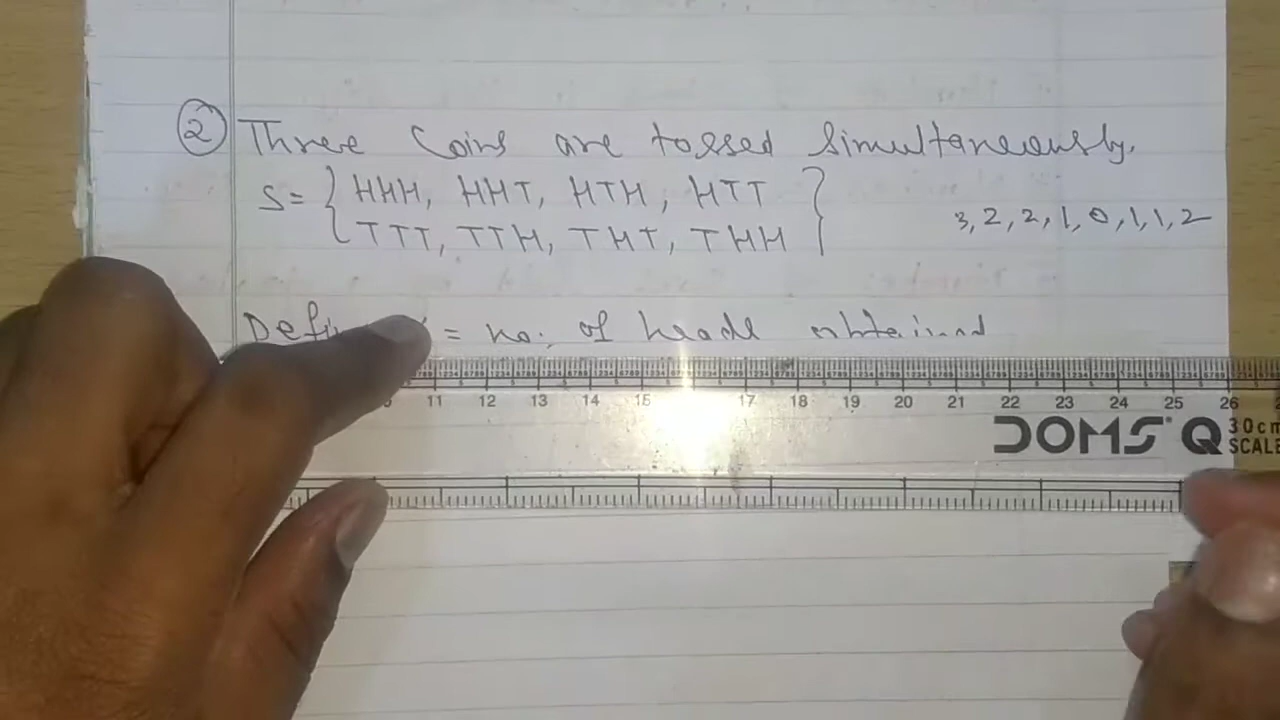 ② Three Coins are tossed Simultaneously.
S = { HHH, HHT, HTH, HTT
TTT, TTH, THT, THH }
3, 2, 2, 1, 0, 1, 1, 2
= no. of heads obtained
11 12 13 14 15 17 18 19 20 21 22 23 24 25 26
DOMS Q 30cm
SCALE